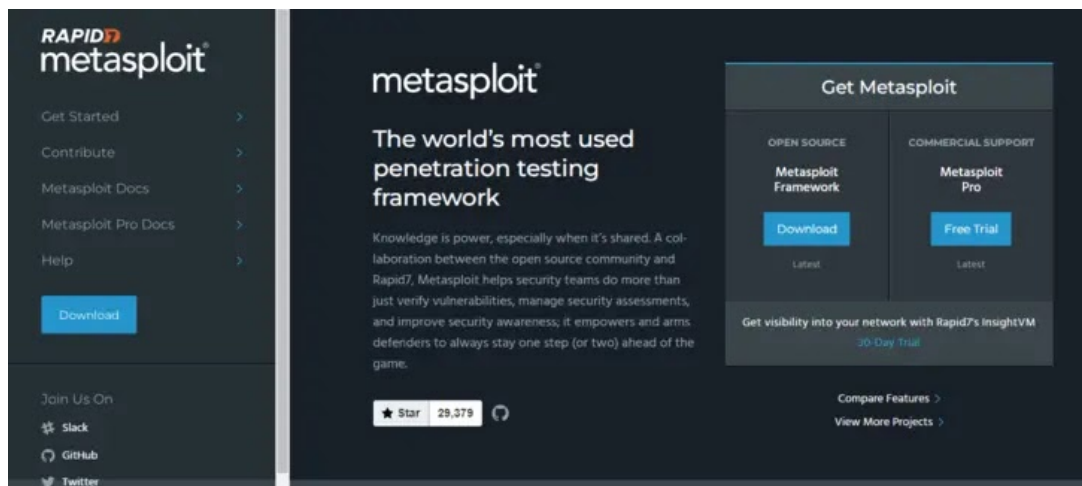 RAPID7
metasploit®
Get Started
Contribute
Metasploit Docs
Metasploit Pro Docs
Help
Download
Join Us On
Slack
GitHub
Twitter
metasploit®
The world's most used
penetration testing
framework
Knowledge is power, especially when it's shared. A col-
laboration between the open source community and
Rapid7, Metasploit helps security teams do more than
just verify vulnerabilities, manage security assessments,
and improve security awareness; it empowers and arms
defenders to always stay one step (or two) ahead of the
game.
Star 29,379
Get Metasploit
OPEN SOURCE
Metasploit
Framework
Download
Latest
COMMERCIAL SUPPORT
Metasploit
Pro
Free Trial
Latest
Get visibility into your network with Rapid7's InsightVM
30-Day Trial
Compare Features
View More Projects